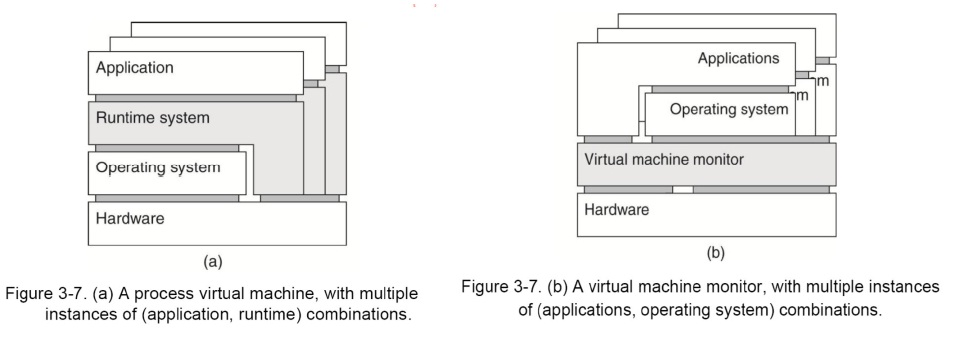 Application
Runtime system
Operating system
Hardware
(a)
Figure 3-7. (a) A process virtual machine, with multiple
instances of (application, runtime) combinations.
Applications
m
m
Operating system
Virtual machine monitor
Hardware
(b)
Figure 3-7. (b) A virtual machine monitor, with multiple instances
of (applications, operating system) combinations.